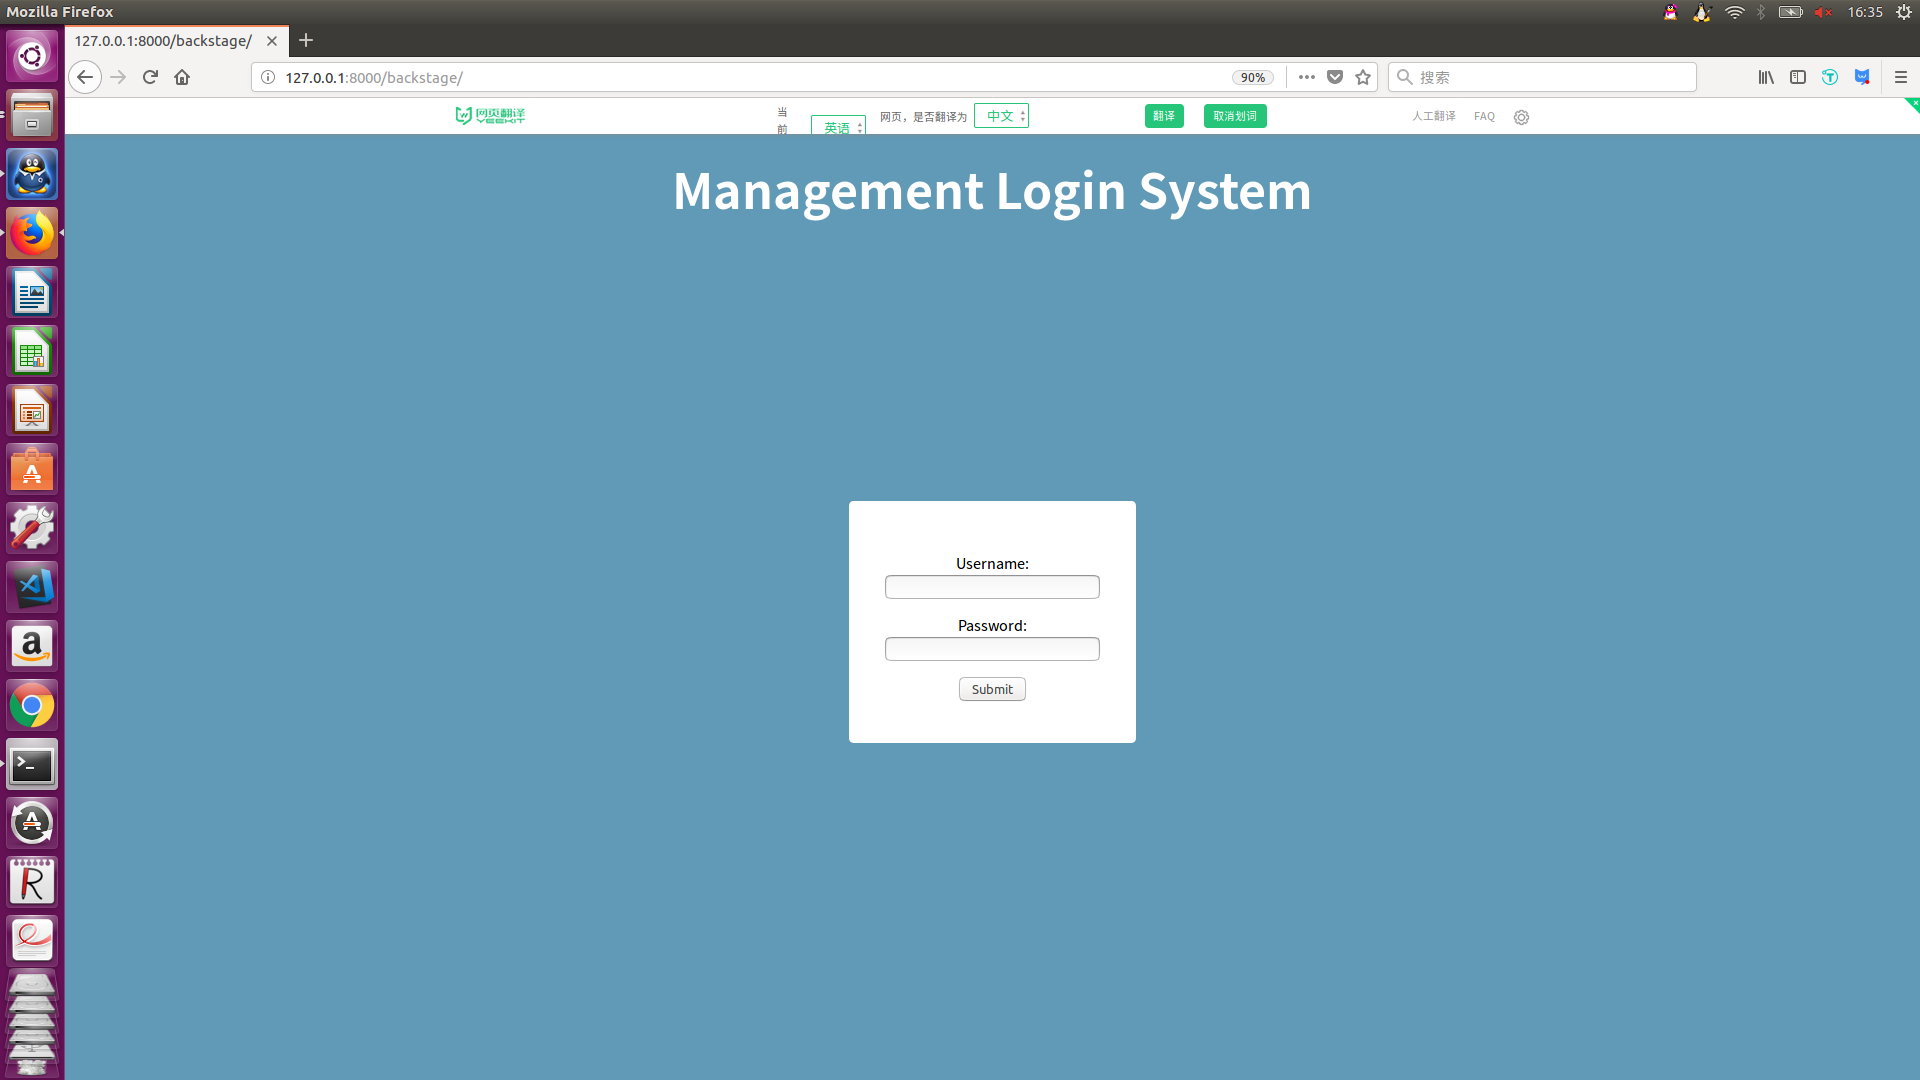 Mozilla Firefox
16:35
127.0.0.1:8000/backstage/
127.0.0.1:8000/backstage/
90%
搜索
网页翻译
当前
英语
网页，是否翻译为
中文
翻译
取消划词
人工翻译
FAQ
Management Login System
Username:
Password:
Submit